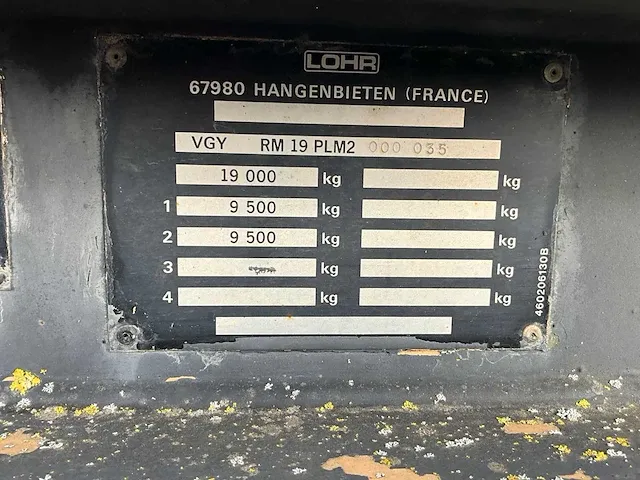 LOHR
67980 HANGENBIETEN (FRANCE)
VGY RM 19 PLM2 000 035
19 000 kg kg
1 9 500 kg kg
2 9 500 kg kg
3 kg kg
4 kg kg
460206130B